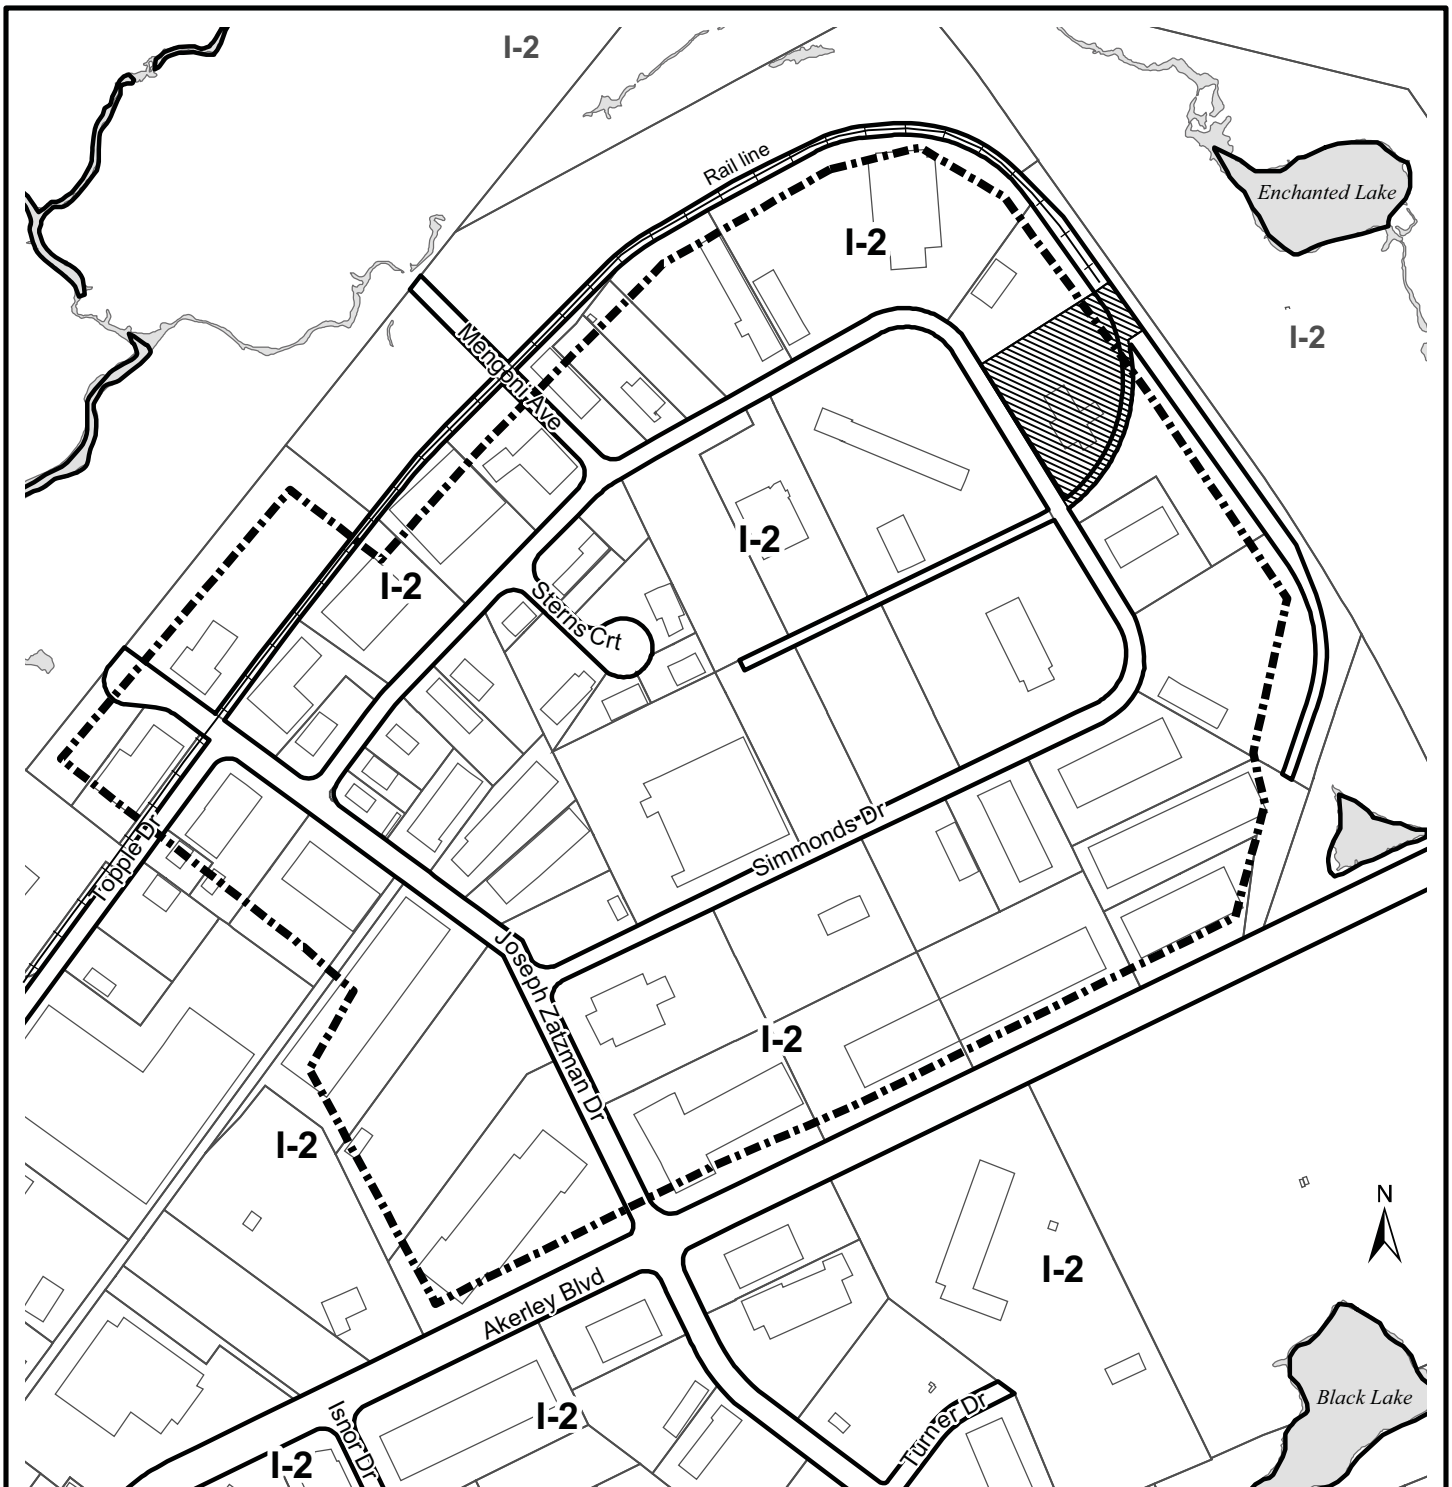 I-2
Rail line
Enchanted Lake
I-2
Mengoni Ave
I-2
I-2
I-2
Sterns Crt
Topple Dr
Simmonds Dr
Joseph Zatzman Dr
I-2
I-2
N
I-2
Akerley Blvd
Black Lake
Turner Dr
Isnor Dr
I-2
I-2